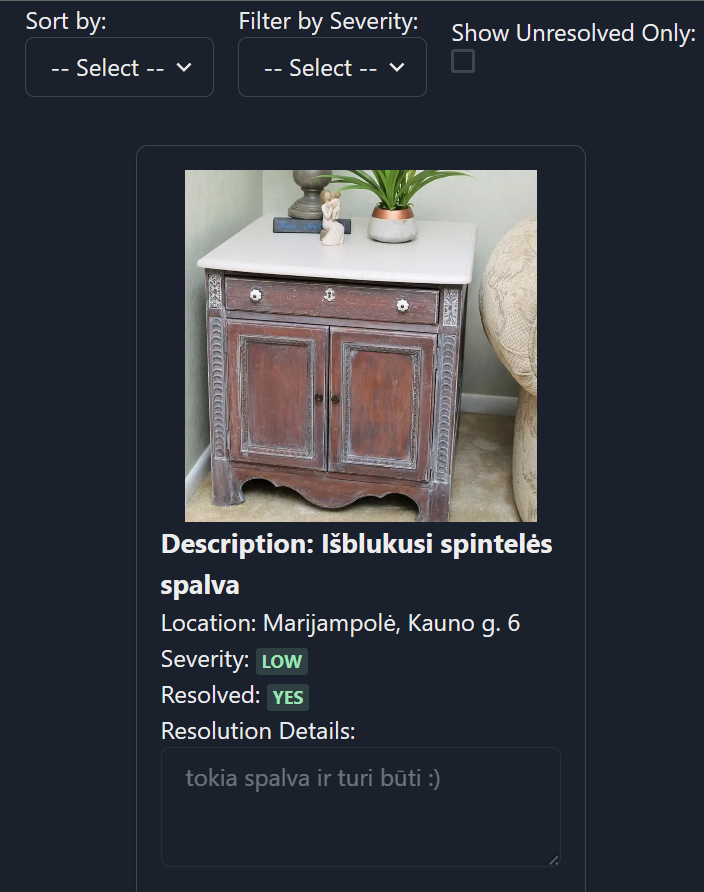 Sort by:
Filter by Severity:
Show Unresolved Only:
-- Select --
-- Select --
Description: Išblukusi spintelės
spalva
Location: Marijampolė, Kauno g. 6
Severity: LOW
Resolved: YES
Resolution Details:
tokia spalva ir turi būti :)